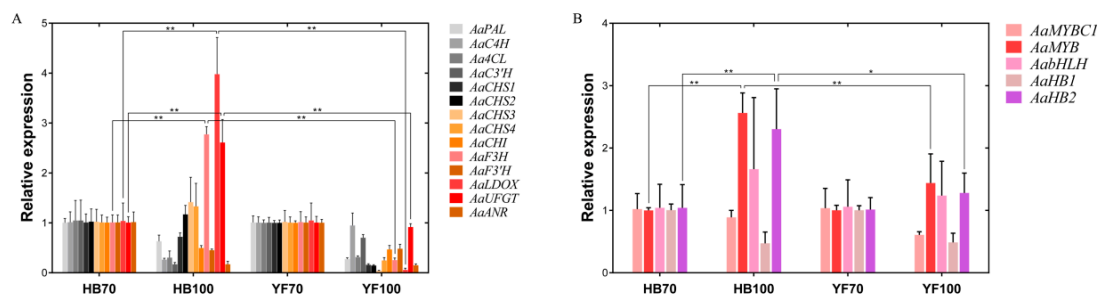 A
Relative expression
5
4
3
2
1
0
**
**
**
**
**
**
HB70 HB100 YF70 YF100
AaPAL
AaC4H
Aa4CL
AaC3'H
AaCHS1
AaCHS2
AaCHS3
AaCHS4
AaCHI
AaF3H
AaF3'H
AaLDOX
AaUFGT
AaANR
B
Relative expression
4
3
2
1
0
**
*
**
**
HB70 HB100 YF70 YF100
AaMYBC1
AaMYB
AabHLH
AaHB1
AaHB2